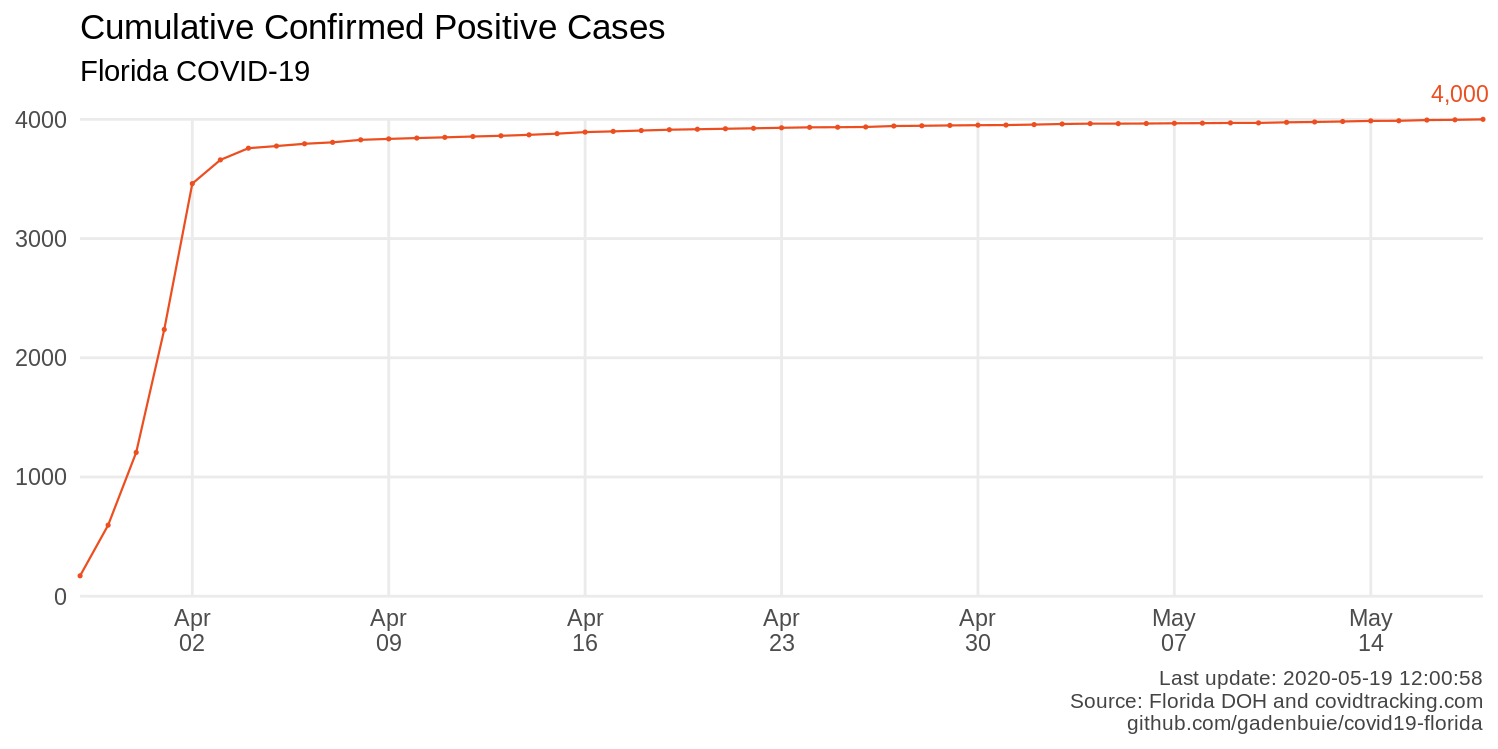 Cumulative Confirmed Positive Cases
Florida COVID-19
4,000
4000
3000
2000
1000
0
Apr
02
Apr
09
Apr
16
Apr
23
Apr
30
May
07
May
14
Last update: 2020-05-19 12:00:58
Source: Florida DOH and covidtracking.com
github.com/gadenbuie/covid19-florida